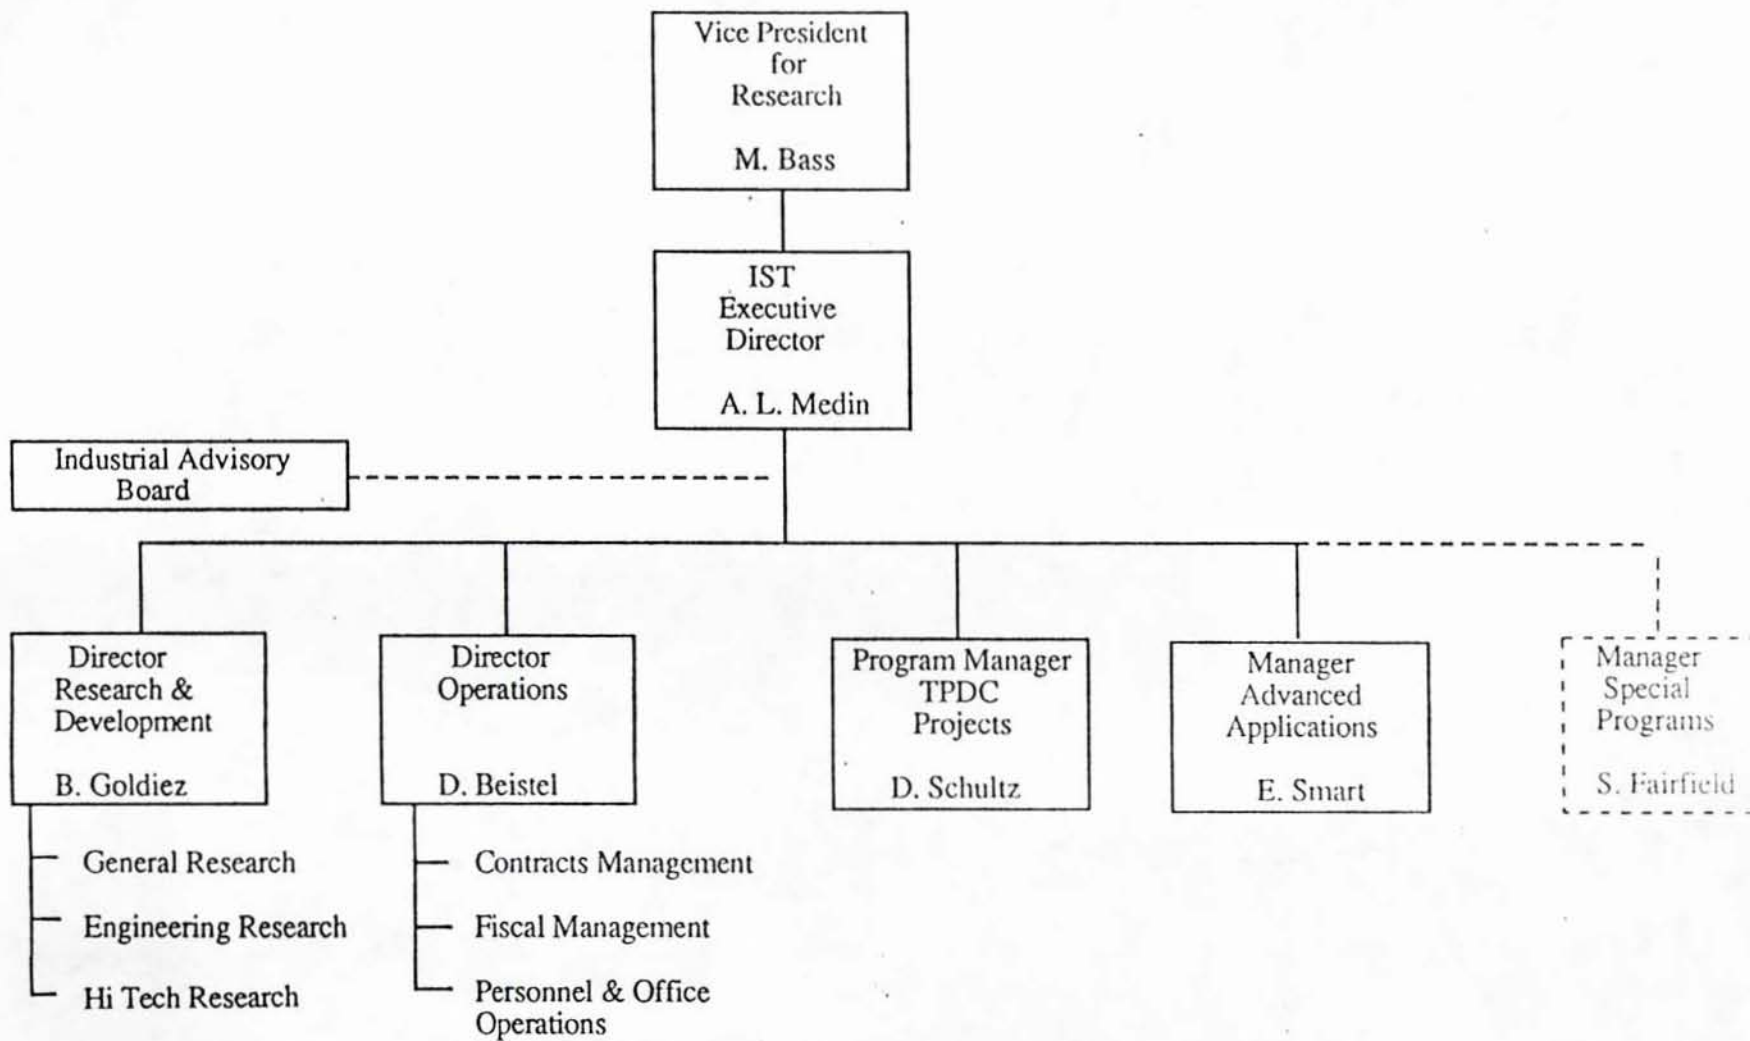 Vice President
for
Research
M. Bass
IST
Executive
Director
A. L. Medin
Industrial Advisory
Board
Director
Research &
Development
B. Goldiez
Director
Operations
D. Beistel
Program Manager
TPDC
Projects
D. Schultz
Manager
Advanced
Applications
E. Smart
Manager
Special
Programs
S. Fairfield
General Research
Engineering Research
Hi Tech Research
Contracts Management
Fiscal Management
Personnel & Office
Operations